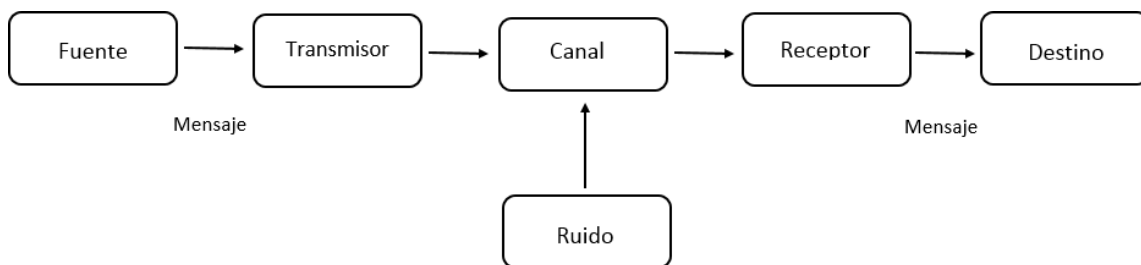 Fuente
Transmisor
Canal
Receptor
Destino
Mensaje
Mensaje
Ruido